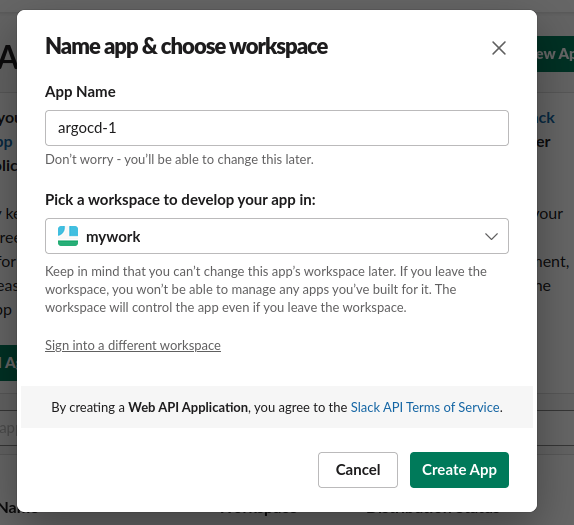 Name app & choose workspace
ew Ap
App Name
argocd-1
Don't worry - you'll be able to change this later.
Pick a workspace to develop your app in:
mywork
Keep in mind that you can't change this app's workspace later. If you leave the
workspace, you won't be able to manage any apps you've built for it. The
workspace will control the app even if you leave the workspace.
Sign into a different workspace
By creating a Web API Application, you agree to the Slack API Terms of Service.
Cancel
Create App